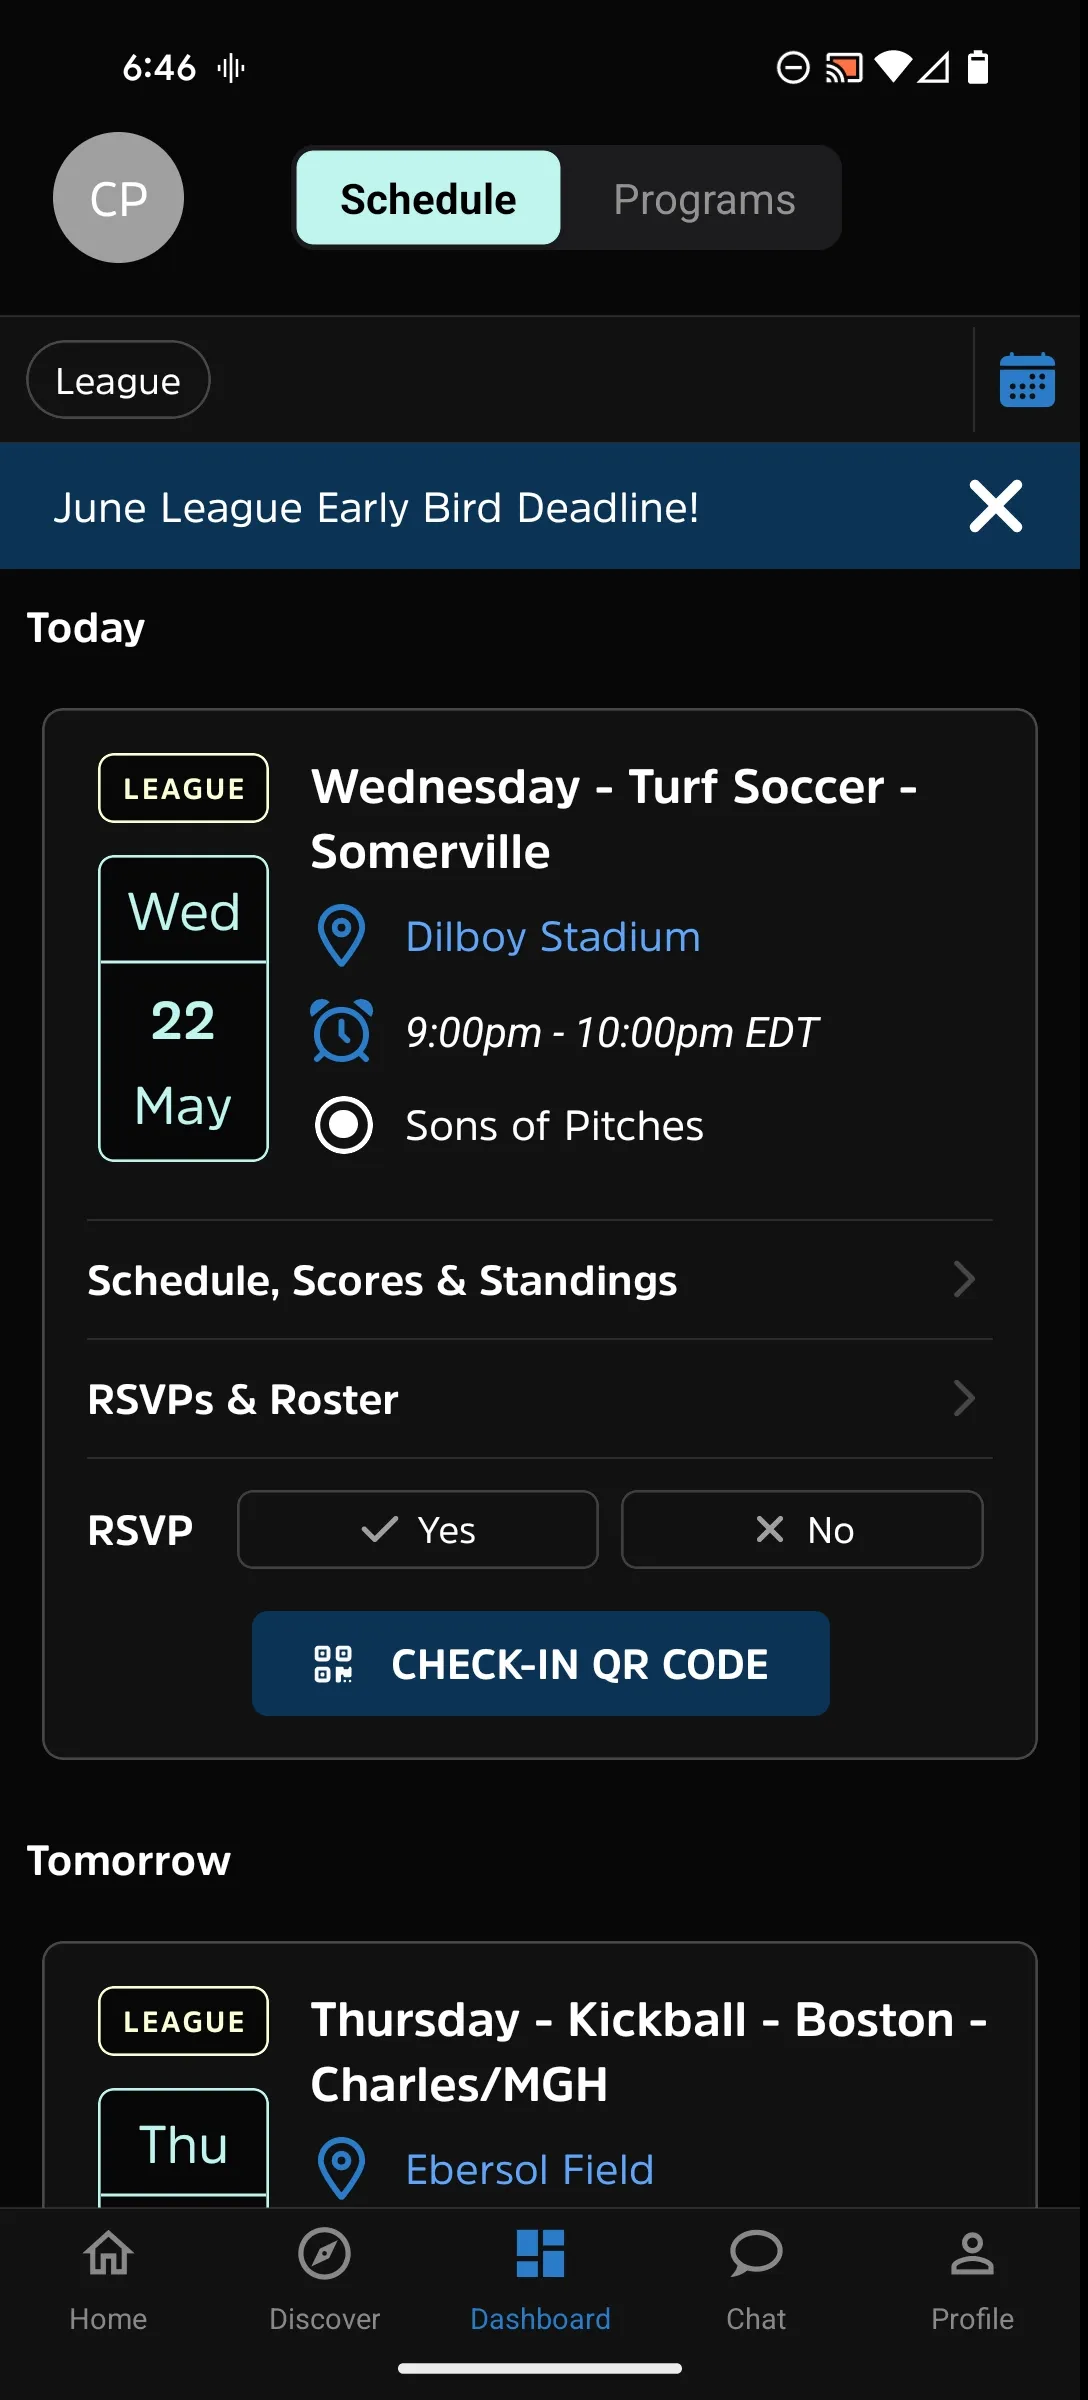 6:46
CP
Schedule
Programs
League
June League Early Bird Deadline!
Today
LEAGUE
Wednesday - Turf Soccer -
Somerville
Wed
22
May
Dilboy Stadium
9:00pm - 10:00pm EDT
Sons of Pitches
Schedule, Scores & Standings
RSVPs & Roster
RSVP
Yes
No
CHECK-IN QR CODE
Tomorrow
LEAGUE
Thursday - Kickball - Boston -
Charles/MGH
Thu
Ebersol Field
Home
Discover
Dashboard
Chat
Profile